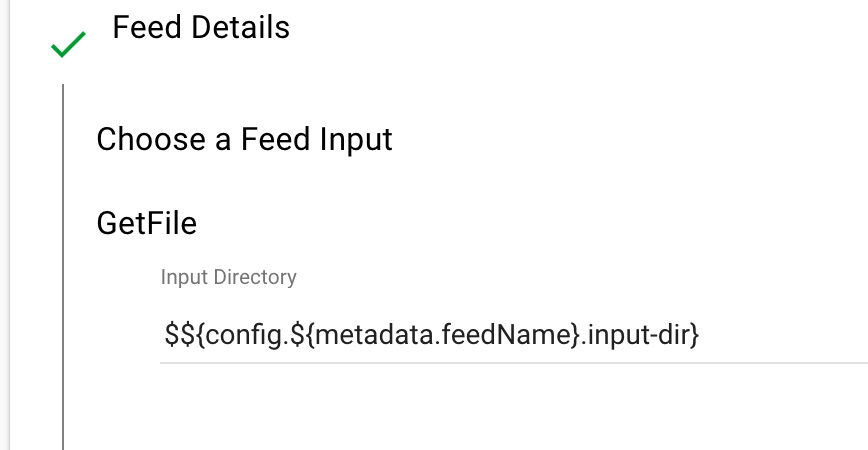 Feed Details
Choose a Feed Input
GetFile
Input Directory
$${config.${metadata.feedName}.input-dir}